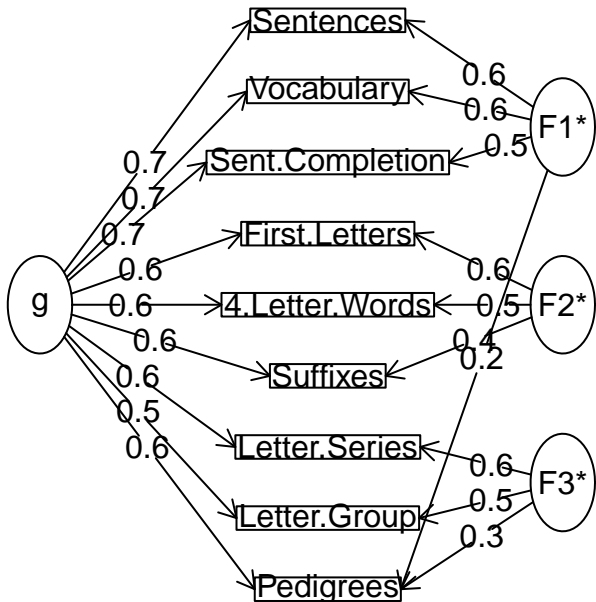 Sentences
0.6
Vocabulary
0.6
F1*
0.7
Sent.Completion
0.5
0.7
0.7
First.Letters
0.6
0.6
g
0.6
4.Letter.Words
0.5
F2*
0.6
0.4
0.2
0.6
Suffixes
0.5
Letter.Series
0.6
0.6
F3*
Letter.Group
0.5
0.3
Pedigrees